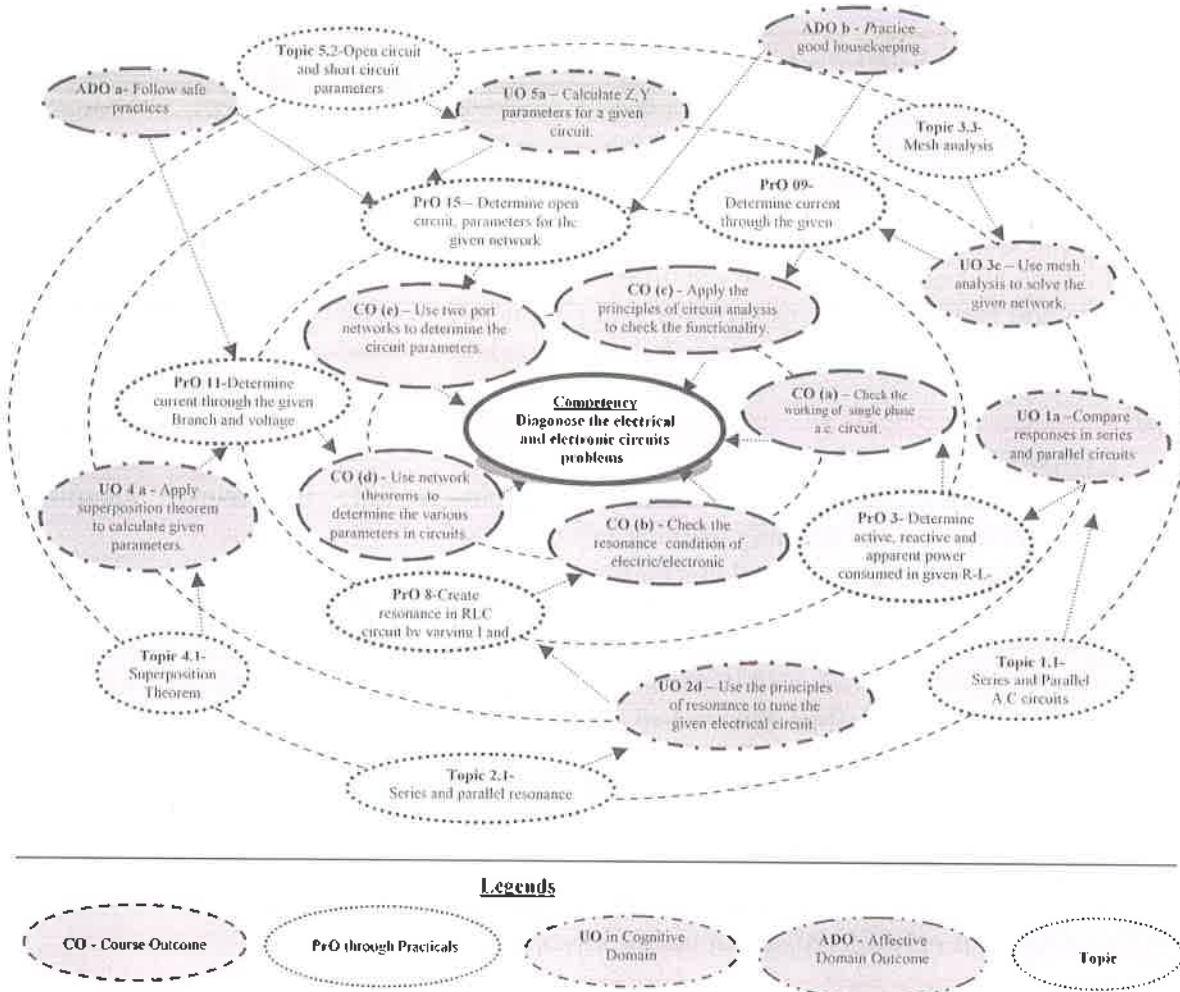 ADO b - Practice
good housekeeping.
Topic 5.2-Open circuit
and short circuit
parameters
ADO a- Follow safe
practices
UO 5a – Calculate Z,Y
parameters for a given
circuit.
Topic 3.3-
Mesh analysis
PrO 15 – Determine open
circuit, parameters for the
given network
PrO 09-
Determine current
through the given
UO 3c – Use mesh
analysis to solve the
given network.
CO (e) – Use two port
networks to determine the
circuit parameters.
CO (c) - Apply the
principles of circuit analysis
to check the functionality.
PrO 11-Determine
current through the given
Branch and voltage
Competency
Diagonose the electrical
and electronic circuits
problems
CO (a) – Check the
working of single phase
a.c. circuit.
UO 1a –Compare
responses in series
and parallel circuits
UO 4 a - Apply
superposition theorem
to calculate given
parameters.
CO (d) - Use network
theorems to
determine the various
parameters in circuits.
CO (b) - Check the
resonance condition of
electric/electronic
PrO 3- Determine
active, reactive and
apparent power
consumed in given R-L-
PrO 8-Create
resonance in RLC
circuit by varying l and
Topic 4.1-
Superposition
Theorem
UO 2d – Use the principles
of resonance to tune the
given electrical circuit.
Topic 1.1-
Series and Parallel
A.C circuits
Topic 2.1-
Series and parallel resonance
Legends
CO - Course Outcome
PrO through Practicals
UO in Cognitive
Domain
ADO - Affective
Domain Outcome
Topic